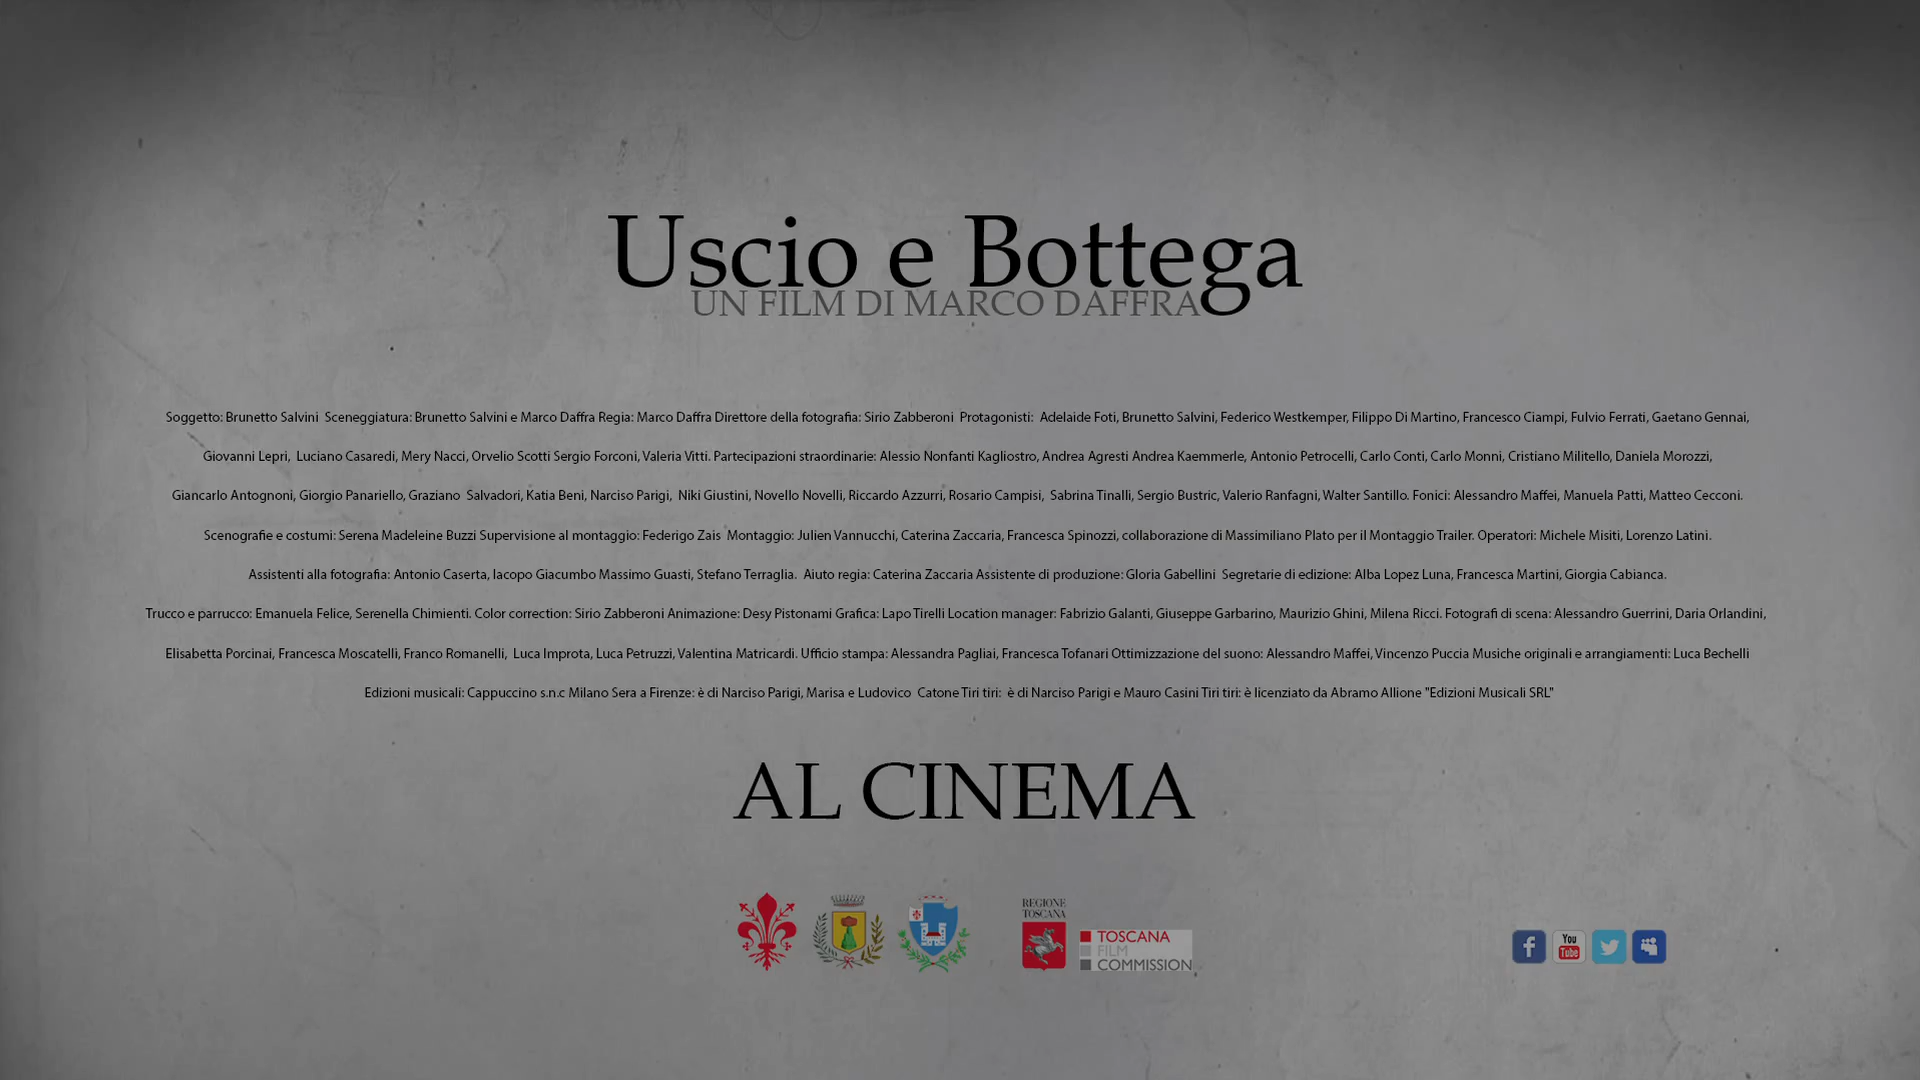 Uscio e Bottega
UN FILM DI MARCO DAFFRA
Soggetto: Brunetto Salvini  Sceneggiatura: Brunetto Salvini e Marco Daffra Regia: Marco Daffra Direttore della fotografia: Sirio Zabberoni  Protagonisti:  Adelaide Foti, Brunetto Salvini, Federico Westkemper, Filippo Di Martino, Francesco Ciampi, Fulvio Ferrati, Gaetano Gennai,
Giovanni Lepri,  Luciano Casaredi, Mery Nacci, Orvelio Scotti Sergio Forconi, Valeria Vitti. Partecipazioni straordinarie: Alessio Nonfanti Kagliostro, Andrea Agresti Andrea Kaemmerle, Antonio Petrocelli, Carlo Conti, Carlo Monni, Cristiano Militello, Daniela Morozzi,
Giancarlo Antognoni, Giorgio Panariello, Graziano  Salvadori, Katia Beni, Narciso Parigi,  Niki Giustini, Novello Novelli, Riccardo Azzurri, Rosario Campisi,  Sabrina Tinalli, Sergio Bustric, Valerio Ranfagni, Walter Santillo. Fonici: Alessandro Maffei, Manuela Patti, Matteo Cecconi.
Scenografie e costumi: Serena Madeleine Buzzi Supervisione al montaggio: Federigo Zais  Montaggio: Julien Vannucchi, Caterina Zaccaria, Francesca Spinozzi, collaborazione di Massimiliano Plato per il Montaggio Trailer. Operatori: Michele Misiti, Lorenzo Latini.
Assistenti alla fotografia: Antonio Caserta, Iacopo Giacumbo Massimo Guasti, Stefano Terraglia.  Aiuto regia: Caterina Zaccaria Assistente di produzione: Gloria Gabellini  Segretarie di edizione: Alba Lopez Luna, Francesca Martini, Giorgia Cabianca.
Trucco e parrucco: Emanuela Felice, Serenella Chimienti. Color correction: Sirio Zabberoni Animazione: Desy Pistonami Grafica: Lapo Tirelli Location manager: Fabrizio Galanti, Giuseppe Garbarino, Maurizio Ghini, Milena Ricci. Fotografi di scena: Alessandro Guerrini, Daria Orlandini,
Elisabetta Porcinai, Francesca Moscatelli, Franco Romanelli,  Luca Improta, Luca Petruzzi, Valentina Matricardi. Ufficio stampa: Alessandra Pagliai, Francesca Tofanari Ottimizzazione del suono: Alessandro Maffei, Vincenzo Puccia Musiche originali e arrangiamenti: Luca Bechelli
Edizioni musicali: Cappuccino s.n.c Milano Sera a Firenze: è di Narciso Parigi, Marisa e Ludovico  Catone Tiri tiri:  è di Narciso Parigi e Mauro Casini Tiri tiri: è licenziato da Abramo Allione "Edizioni Musicali SRL"
AL CINEMA
REGIONE
TOSCANA
TOSCANA
FILM
COMMISSION
f
You
Tube